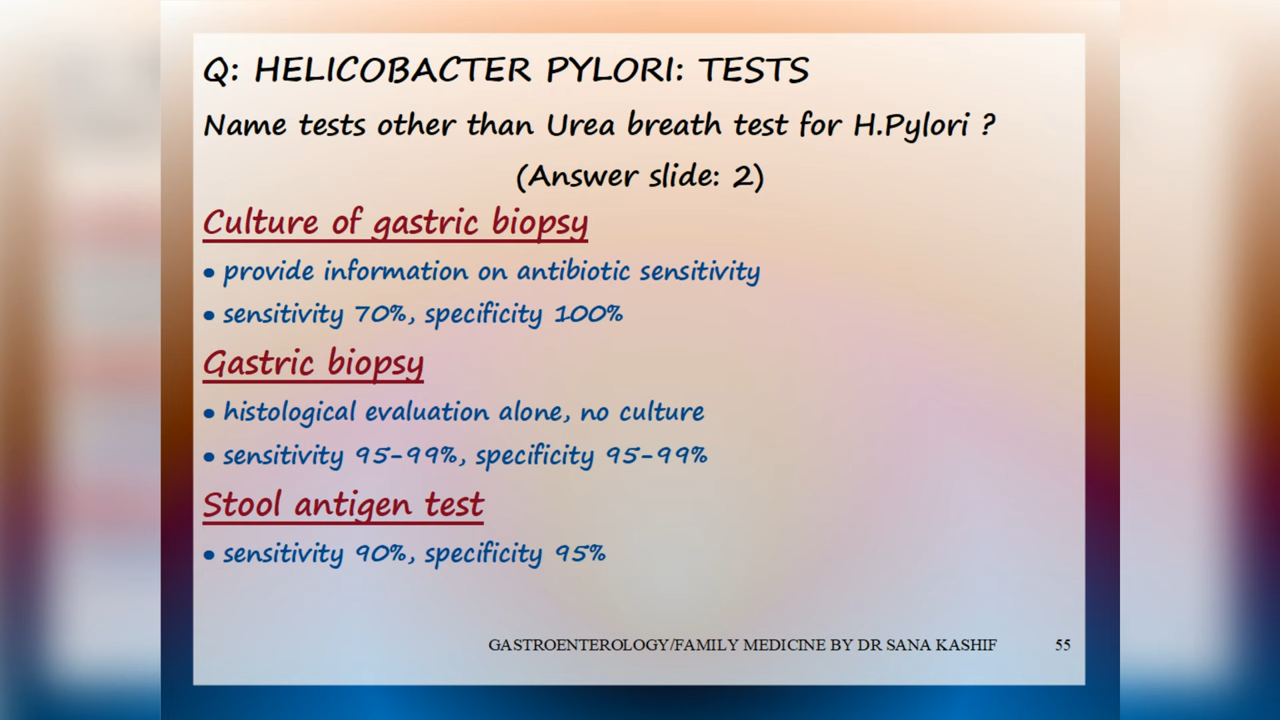 Q: HELICOBACTER PYLORI: TESTS
Name tests other than Urea breath test for H.Pylori ?
(Answer slide: 2)
Culture of gastric biopsy
• provide information on antibiotic sensitivity
• sensitivity 70%, specificity 100%
Gastric biopsy
• histological evaluation alone, no culture
• sensitivity 95-99%, specificity 95-99%
Stool antigen test
• sensitivity 90%, specificity 95%
GASTROENTEROLOGY/FAMILY MEDICINE BY DR SANA KASHIF 55